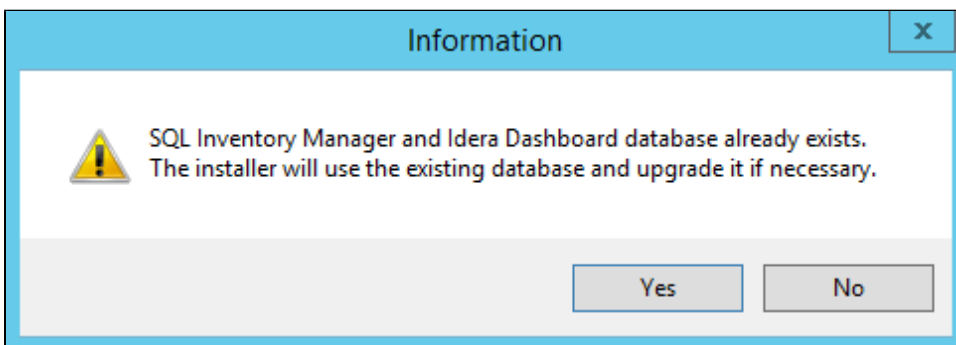 Information
x
SQL Inventory Manager and Idera Dashboard database already exists.
The installer will use the existing database and upgrade it if necessary.
Yes
No